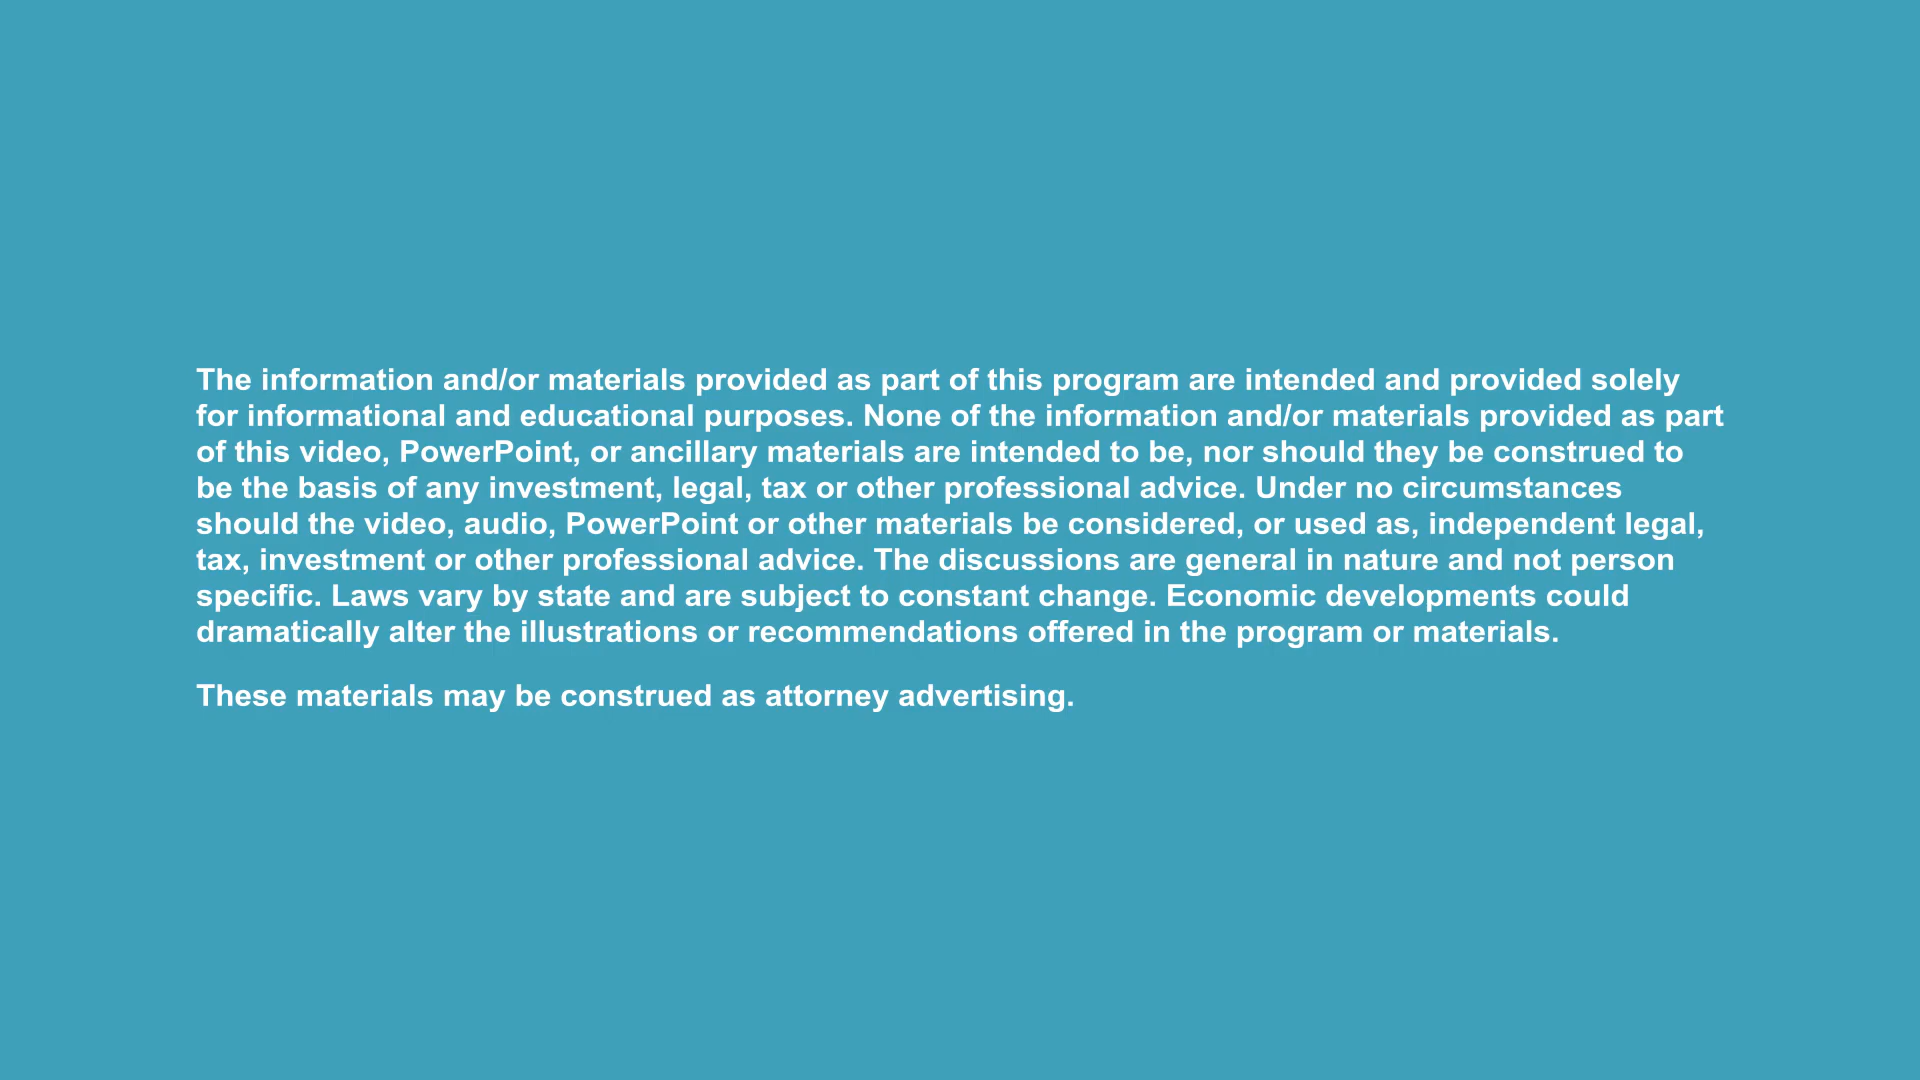 The information and/or materials provided as part of this program are intended and provided solely
for informational and educational purposes. None of the information and/or materials provided as part
of this video, PowerPoint, or ancillary materials are intended to be, nor should they be construed to
be the basis of any investment, legal, tax or other professional advice. Under no circumstances
should the video, audio, PowerPoint or other materials be considered, or used as, independent legal,
tax, investment or other professional advice. The discussions are general in nature and not person
specific. Laws vary by state and are subject to constant change. Economic developments could
dramatically alter the illustrations or recommendations offered in the program or materials.
These materials may be construed as attorney advertising.